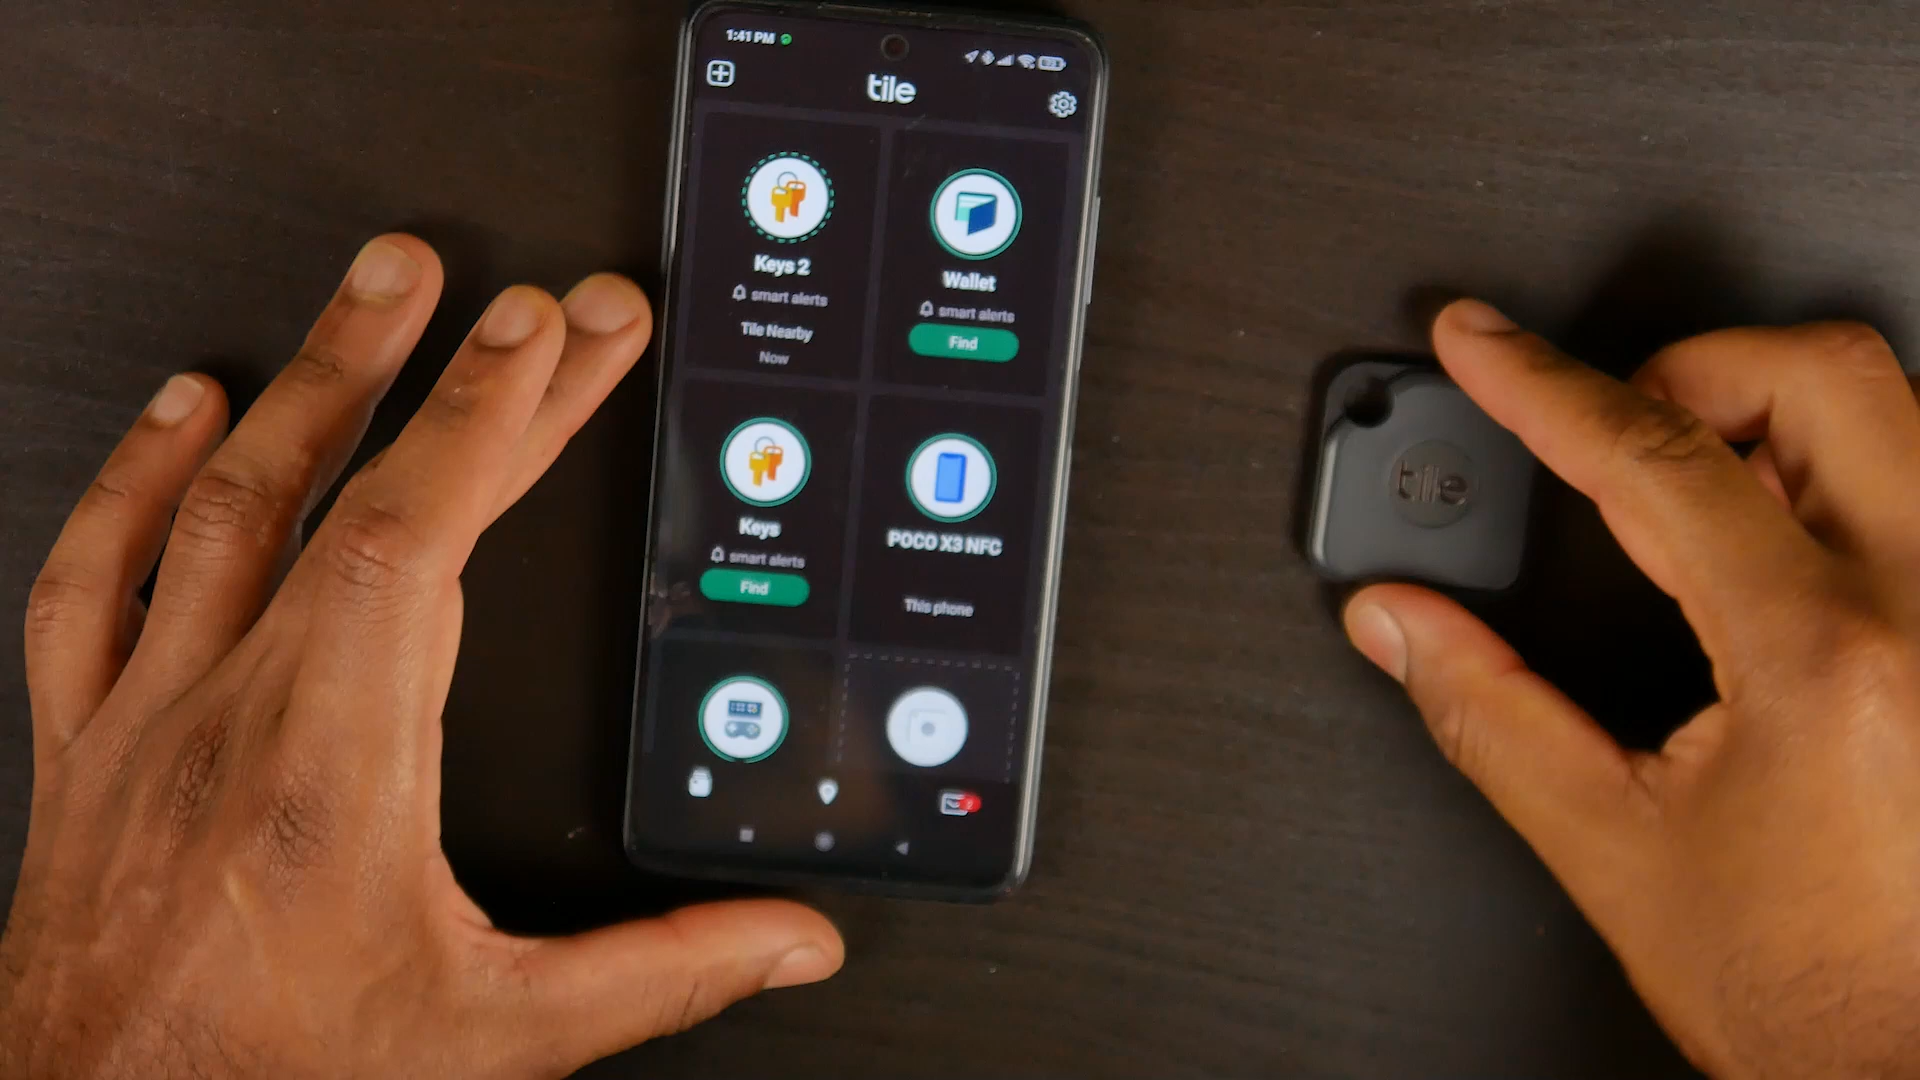 1:41 PM
tile
Keys 2
smart alerts
Tile Nearby
Now
Wallet
smart alerts
Find
Keys
smart alerts
Find
POCO X3 NFC
This phone
2
tile